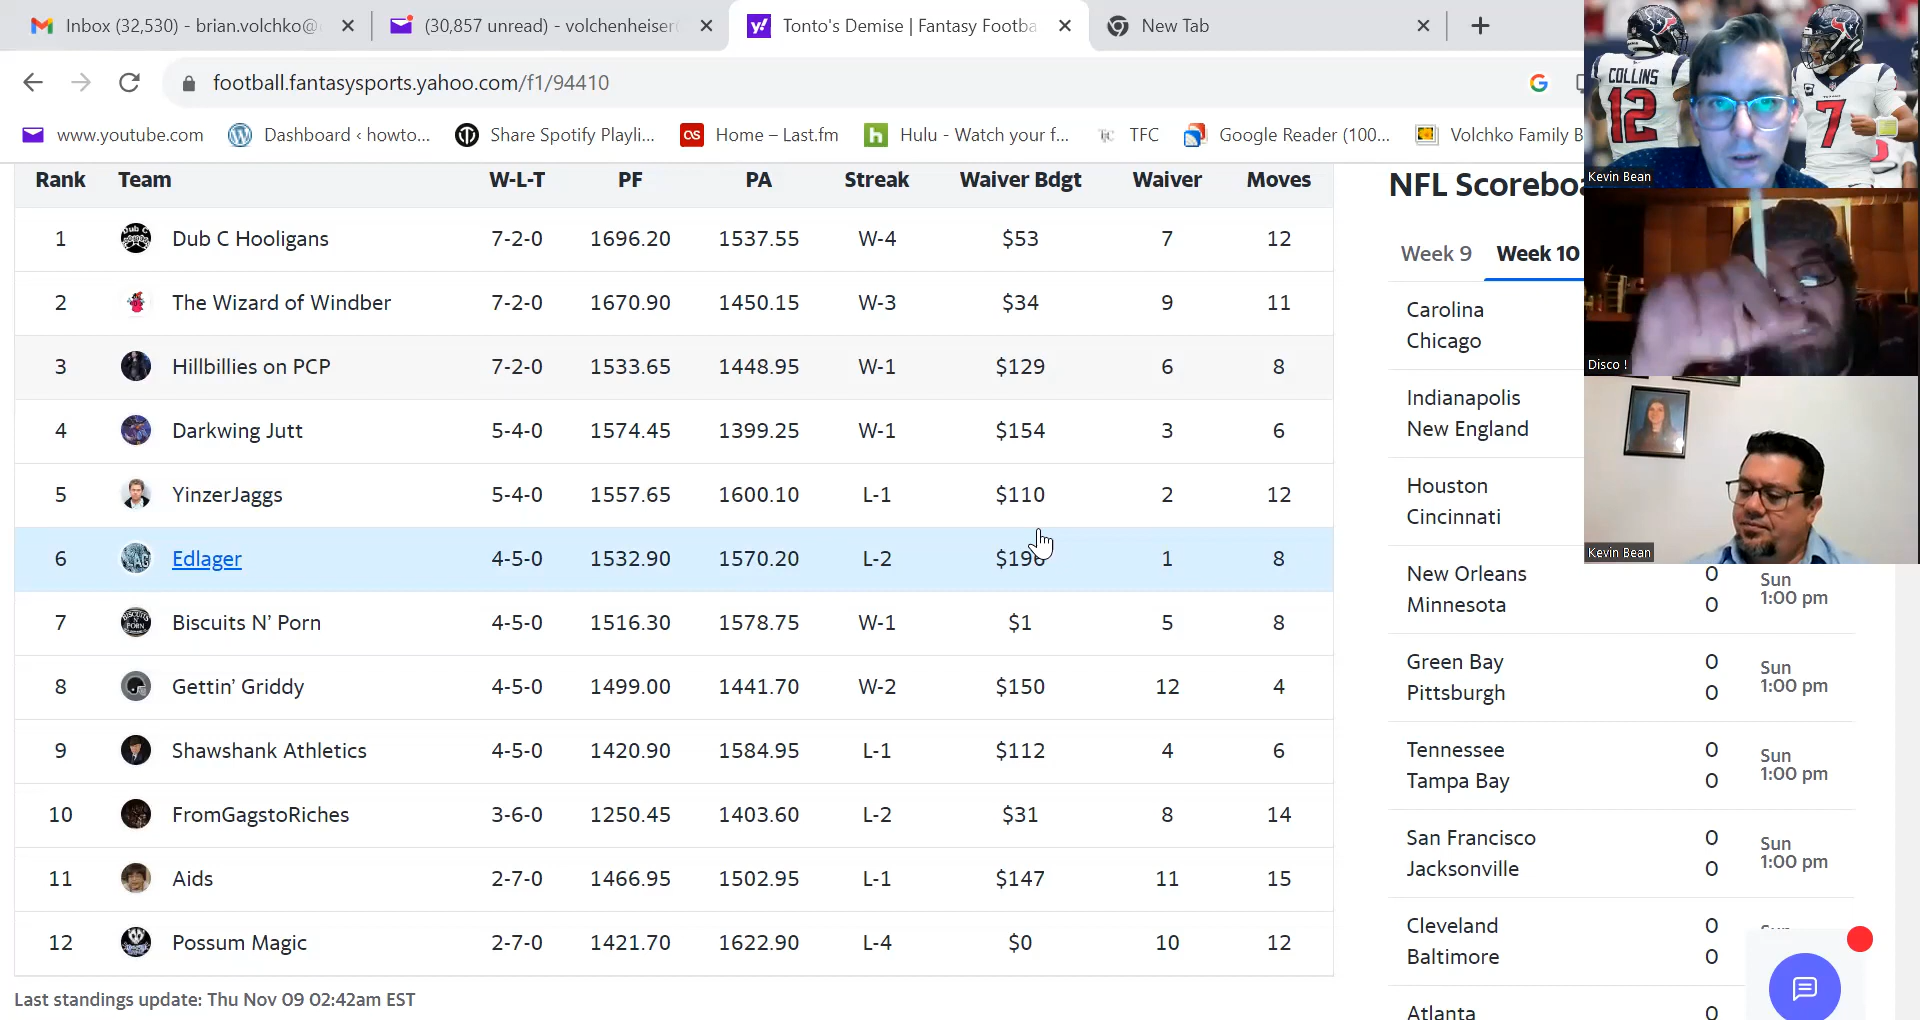 Inbox (32,530) - brian.volchko@
(30,857 unread) - volchenheiser
Tonto's Demise | Fantasy Footba
New Tab
football.fantasysports.yahoo.com/f1/94410
www.youtube.com
Dashboard ‹ howto...
Share Spotify Playli...
Home – Last.fm
Hulu - Watch your f...
TFC
Google Reader (100...
Volchko Family B
Rank Team W-L-T PF PA Streak Waiver Bdgt Waiver Moves
1 Dub C Hooligans 7-2-0 1696.20 1537.55 W-4 $53 7 12
2 The Wizard of Windber 7-2-0 1670.90 1450.15 W-3 $34 9 11
3 Hillbillies on PCP 7-2-0 1533.65 1448.95 W-1 $129 6 8
4 Darkwing Jutt 5-4-0 1574.45 1399.25 W-1 $154 3 6
5 YinzerJaggs 5-4-0 1557.65 1600.10 L-1 $110 2 12
6 Edlager 4-5-0 1532.90 1570.20 L-2 1 8
7 Biscuits N’ Porn 4-5-0 1516.30 1578.75 W-1 $1 5 8
8 Gettin’ Griddy 4-5-0 1499.00 1441.70 W-2 $150 12 4
9 Shawshank Athletics 4-5-0 1420.90 1584.95 L-1 $112 4 6
10 FromGagstoRiches 3-6-0 1250.45 1403.60 L-2 $31 8 14
11 Aids 2-7-0 1466.95 1502.95 L-1 $147 11 15
12 Possum Magic 2-7-0 1421.70 1622.90 L-4 $0 10 12
Last standings update: Thu Nov 09 02:42am EST
NFL Scorebo
Week 9 Week 10
Carolina
Chicago
Indianapolis
New England
Houston
Cincinnati
New Orleans 0 Sun
Minnesota 0 1:00 pm
Green Bay 0 Sun
Pittsburgh 0 1:00 pm
Tennessee 0 Sun
Tampa Bay 0 1:00 pm
San Francisco 0 Sun
Jacksonville 0 1:00 pm
Cleveland 0
Baltimore 0
Atlanta 0
COLLINS
12
7
Kevin Bean
Disco !
Kevin Bean